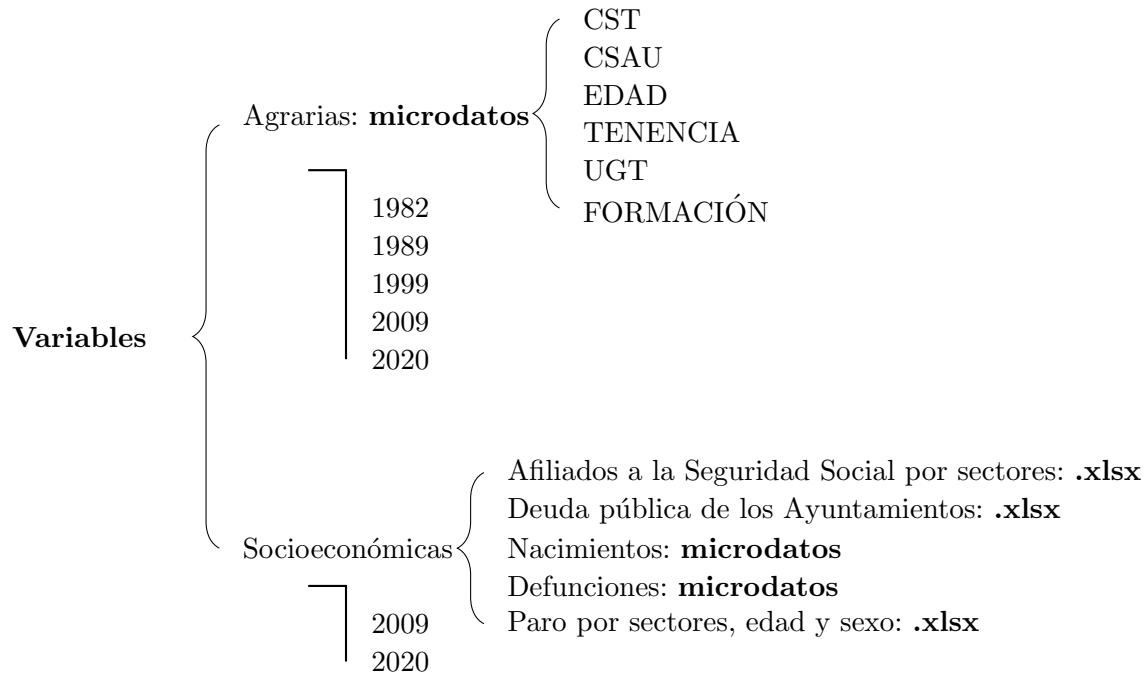 Variables
Agrarias: microdatos
CST
CSAU
EDAD
TENENCIA
UGT
FORMACIÓN
1982
1989
1999
2009
2020
Socioeconómicas
Afiliados a la Seguridad Social por sectores: .xlsx
Deuda pública de los Ayuntamientos: .xlsx
Nacimientos: microdatos
Defunciones: microdatos
Paro por sectores, edad y sexo: .xlsx
2009
2020